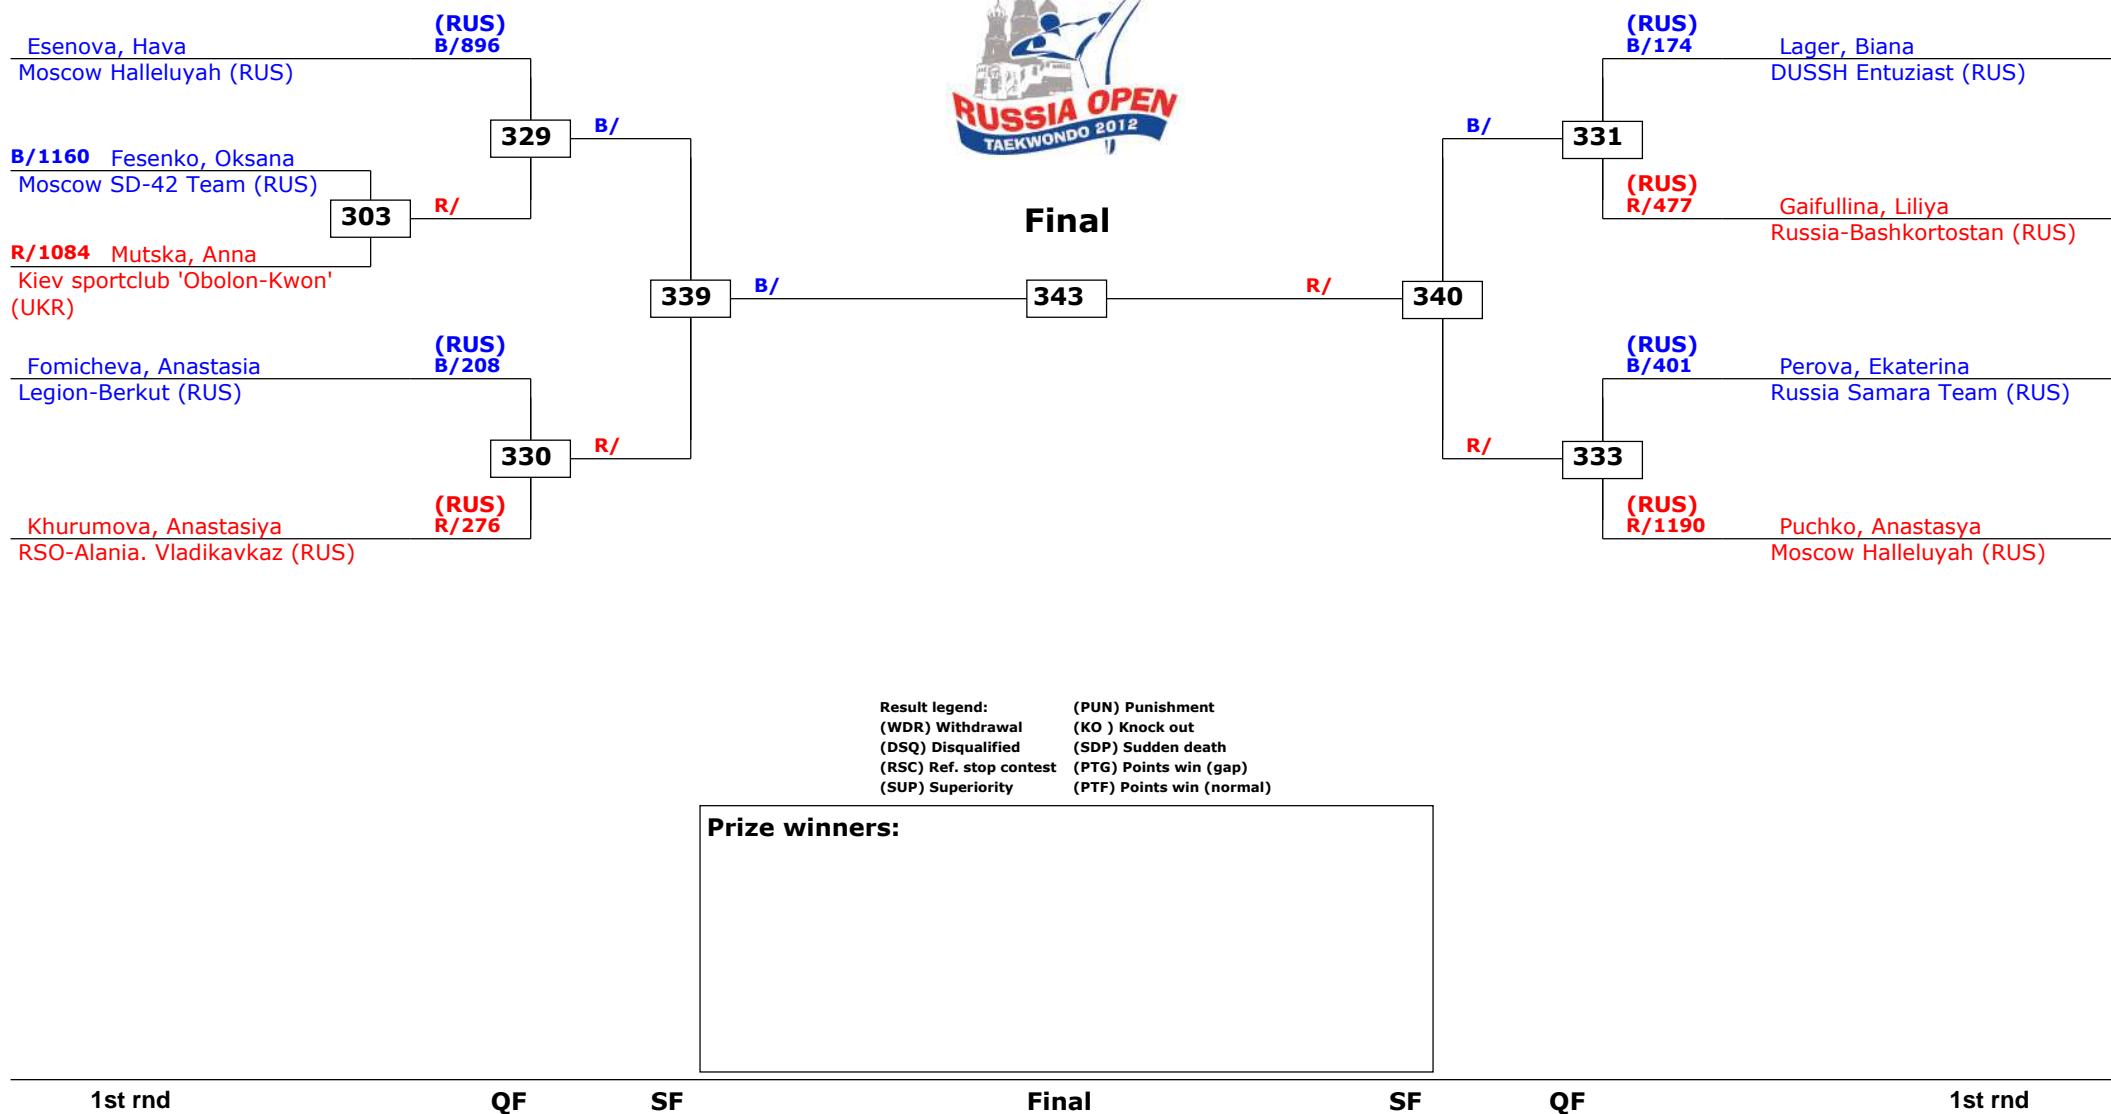 RUSSIA OPEN
TAEKWONDO 2012
(RUS)
Esenova, Hava B/896
Moscow Halleluyah (RUS)
329
B/
B/1160 Fesenko, Oksana
Moscow SD-42 Team (RUS)
303
R/
R/1084 Mutska, Anna
Kiev sportclub 'Obolon-Kwon'
(UKR)
339
B/
(RUS)
Fomicheva, Anastasia B/208
Legion-Berkut (RUS)
330
R/
(RUS)
Khurumova, Anastasiya R/276
RSO-Alania. Vladikavkaz (RUS)
Final
343
(RUS)
B/174 Lager, Biana
DUSSH Entuziast (RUS)
B/
331
(RUS)
R/477 Gaifullina, Liliya
Russia-Bashkortostan (RUS)
R/
340
(RUS)
B/401 Perova, Ekaterina
Russia Samara Team (RUS)
R/
333
(RUS)
R/1190 Puchko, Anastasya
Moscow Halleluyah (RUS)
Result legend: (PUN) Punishment
(WDR) Withdrawal (KO ) Knock out
(DSQ) Disqualified (SDP) Sudden death
(RSC) Ref. stop contest (PTG) Points win (gap)
(SUP) Superiority (PTF) Points win (normal)
Prize winners:
1st rnd QF SF Final SF QF 1st rnd